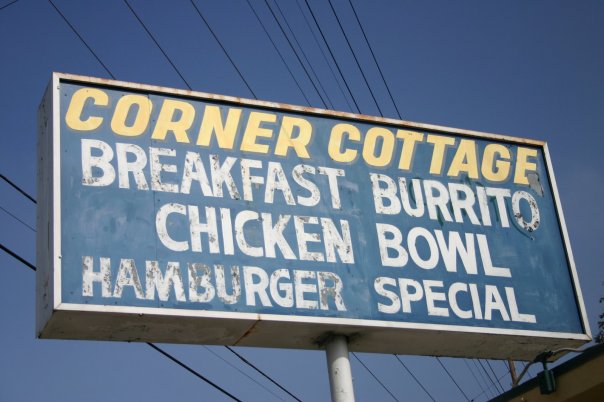 CORNER COTTAGE
BREAKFAST BURRITO
CHICKEN BOWL
HAMBURGER SPECIAL